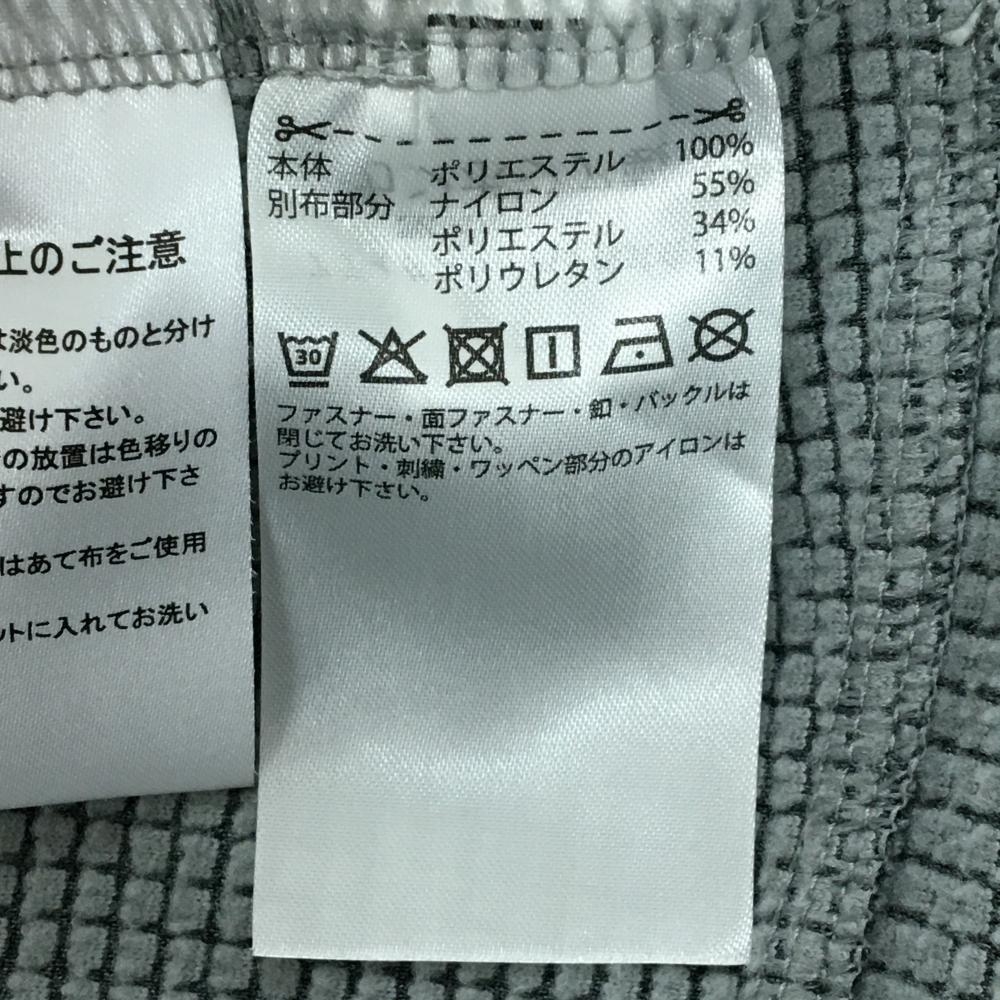 上のご注意
は淡色のものと分け
い。
避け下さい。
の放置は色移りの
すのでお避け下さ
はあて布をご使用
ットに入れてお洗い
本体 ポリエステル 100%
別布部分 ナイロン 55%
ポリエステル 34%
ポリウレタン 11%
30
ファスナー・面ファスナー・釦・バックルは
閉じてお洗い下さい。
プリント・刺繍・ワッペン部分のアイロンは
お避け下さい。